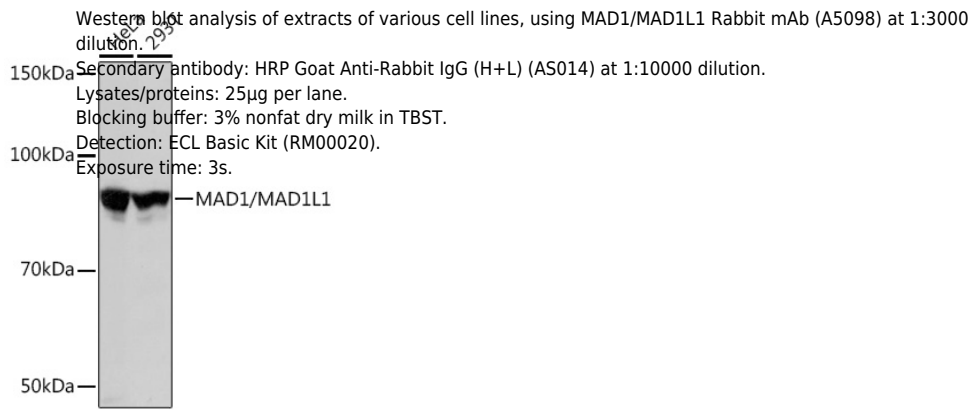 Western blot analysis of extracts of various cell lines, using MAD1/MAD1L1 Rabbit mAb (A5098) at 1:3000
dilution.
Secondary antibody: HRP Goat Anti-Rabbit IgG (H+L) (AS014) at 1:10000 dilution.
Lysates/proteins: 25μg per lane.
Blocking buffer: 3% nonfat dry milk in TBST.
Detection: ECL Basic Kit (RM00020).
Exposure time: 3s.
HeLa
150kDa
100kDa
MAD1/MAD1L1
70kDa
50kDa